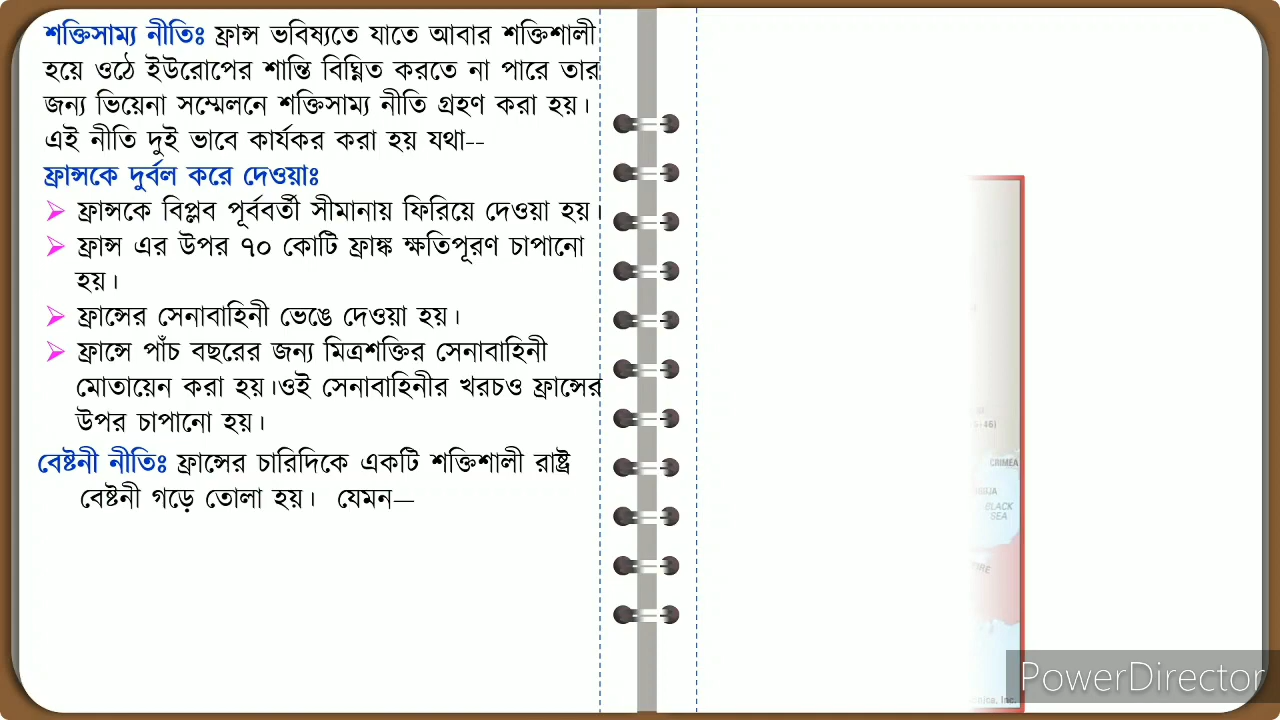 শক্তিসাম্য নীতিঃ ফ্রান্স ভবিষ্যতে যাতে আবার শক্তিশালী
হয়ে ওঠে ইউরোপের শান্তি বিঘ্নিত করতে না পারে তার
জন্য ভিয়েনা সম্মেলনে শক্তিসাম্য নীতি গ্রহণ করা হয়।
এই নীতি দুই ভাবে কার্যকর করা হয় যথা--
ফ্রান্সকে দুর্বল করে দেওয়াঃ
➢ ফ্রান্সকে বিপ্লব পূর্ববর্তী সীমানায় ফিরিয়ে দেওয়া হয়।
➢ ফ্রান্স এর উপর ৭০ কোটি ফ্রাঙ্ক ক্ষতিপূরণ চাপানো
হয়।
➢ ফ্রান্সের সেনাবাহিনী ভেঙে দেওয়া হয়।
➢ ফ্রান্সে পাঁচ বছরের জন্য মিত্রশক্তির সেনাবাহিনী
মোতায়েন করা হয়।ওই সেনাবাহিনীর খরচও ফ্রান্সের
উপর চাপানো হয়।
বেষ্টনী নীতিঃ ফ্রান্সের চারিদিকে একটি শক্তিশালী রাষ্ট্র
বেষ্টনী গড়ে তোলা হয়। যেমন—
CRIMEA
BLACK
SEA
Inc.
PowerDirector